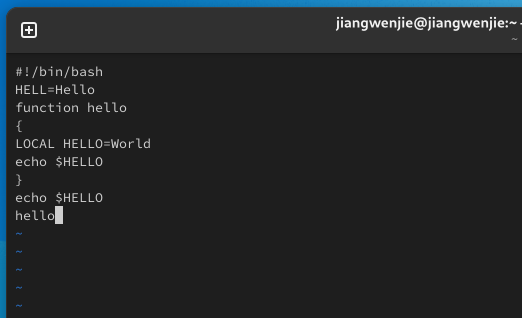 jiangwenjie@jiangwenjie:~
~
#!/bin/bash
HELL=Hello
function hello
{
LOCAL HELLO=World
echo $HELLO
}
echo $HELLO
hello
~
~
~
~
~